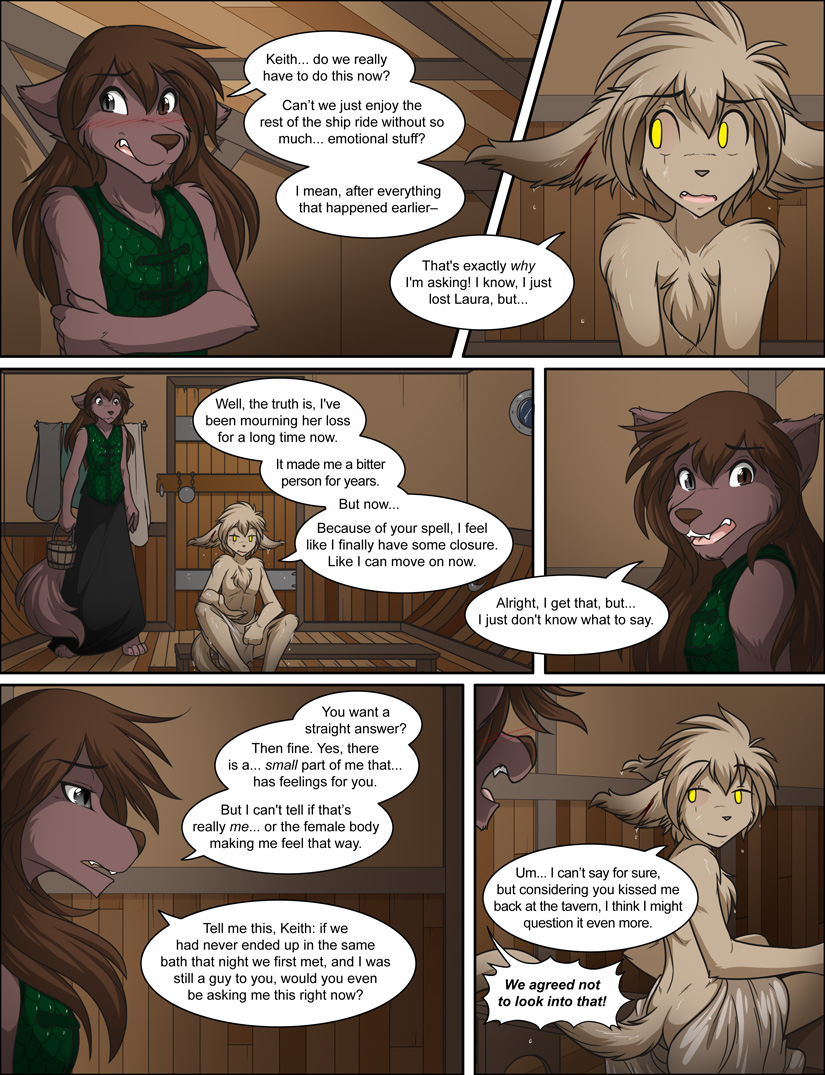 Keith... do we really
have to do this now?
Can't we just enjoy the
rest of the ship ride without so
much... emotional stuff?
I mean, after everything
that happened earlier–
That's exactly why
I'm asking! I know, I just
lost Laura, but...
Well, the truth is, I've
been mourning her loss
for a long time now.
It made me a bitter
person for years.
But now...
Because of your spell, I feel
like I finally have some closure.
Like I can move on now.
Alright, I get that, but...
I just don't know what to say.
You want a
straight answer?
Then fine. Yes, there
is a... small part of me that...
has feelings for you.
But I can't tell if that's
really me... or the female body
making me feel that way.
Tell me this, Keith: if we
had never ended up in the same
bath that night we first met, and I was
still a guy to you, would you even
be asking me this right now?
Um... I can't say for sure,
but considering you kissed me
back at the tavern, I think I might
question it even more.
We agreed not
to look into that!